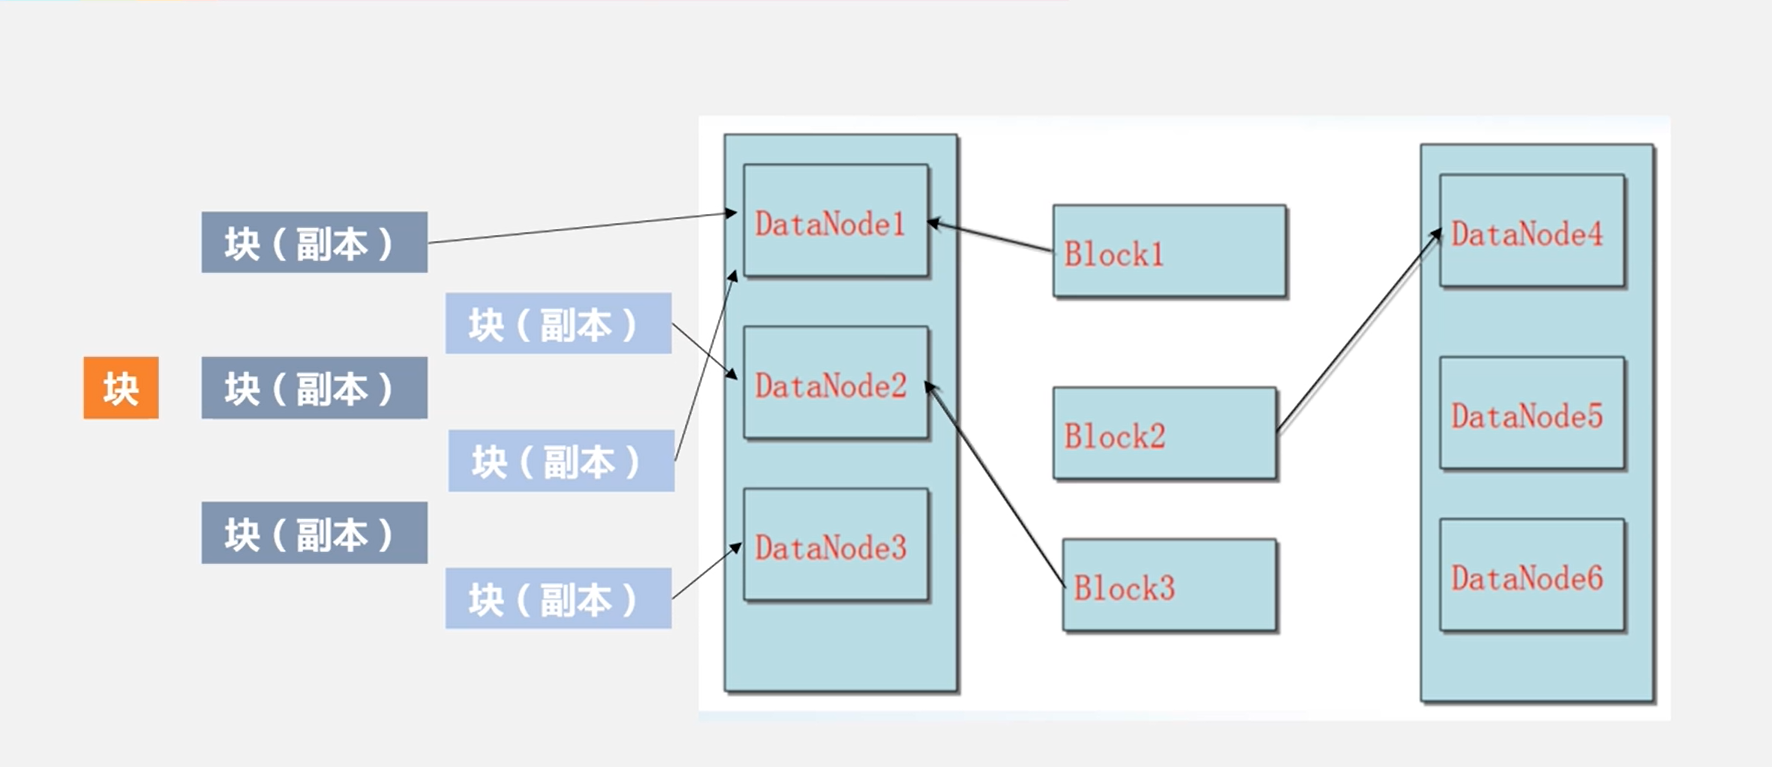 块
块（副本）
块（副本）
块（副本）
块（副本）
块（副本）
块（副本）
DataNode1
DataNode2
DataNode3
Block1
Block2
Block3
DataNode4
DataNode5
DataNode6